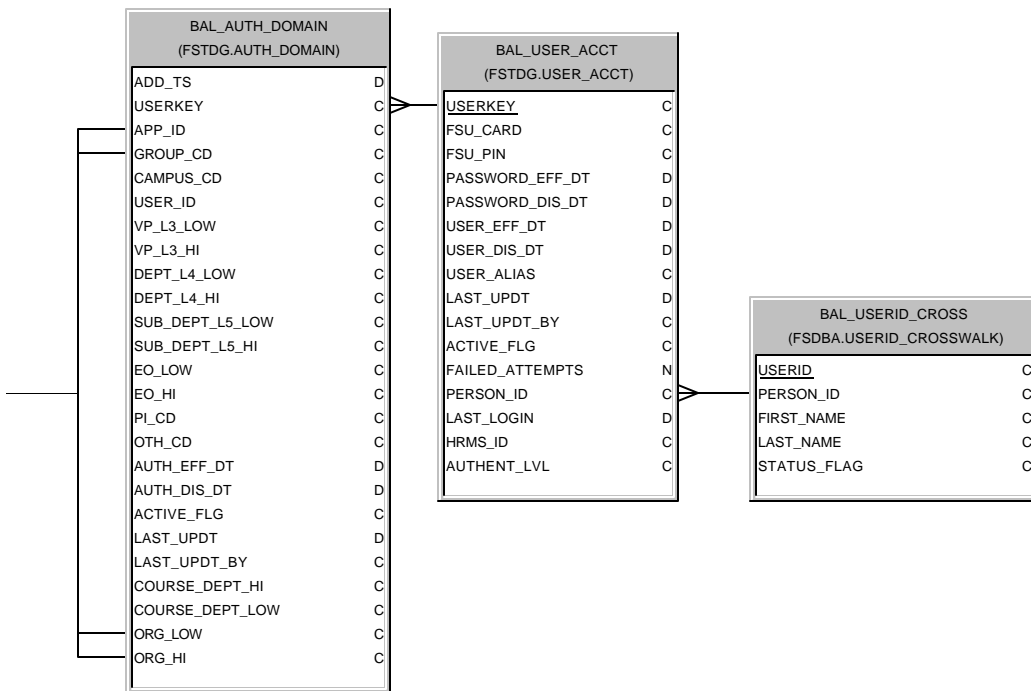 BAL_AUTH_DOMAIN
(FSTDG.AUTH_DOMAIN)
ADD_TS D
USERKEY C
APP_ID C
GROUP_CD C
CAMPUS_CD C
USER_ID C
VP_L3_LOW C
VP_L3_HI C
DEPT_L4_LOW C
DEPT_L4_HI C
SUB_DEPT_L5_LOW C
SUB_DEPT_L5_HI C
EO_LOW C
EO_HI C
PI_CD C
OTH_CD C
AUTH_EFF_DT D
AUTH_DIS_DT D
ACTIVE_FLG C
LAST_UPDT D
LAST_UPDT_BY C
COURSE_DEPT_HI C
COURSE_DEPT_LOW C
ORG_LOW C
ORG_HI C
BAL_USER_ACCT
(FSTDG.USER_ACCT)
USERKEY C
FSU_CARD C
FSU_PIN C
PASSWORD_EFF_DT D
PASSWORD_DIS_DT D
USER_EFF_DT D
USER_DIS_DT D
USER_ALIAS C
LAST_UPDT D
LAST_UPDT_BY C
ACTIVE_FLG C
FAILED_ATTEMPTS N
PERSON_ID C
LAST_LOGIN D
HRMS_ID C
AUTHENT_LVL C
BAL_USERID_CROSS
(FSDBA.USERID_CROSSWALK)
USERID C
PERSON_ID C
FIRST_NAME C
LAST_NAME C
STATUS_FLAG C